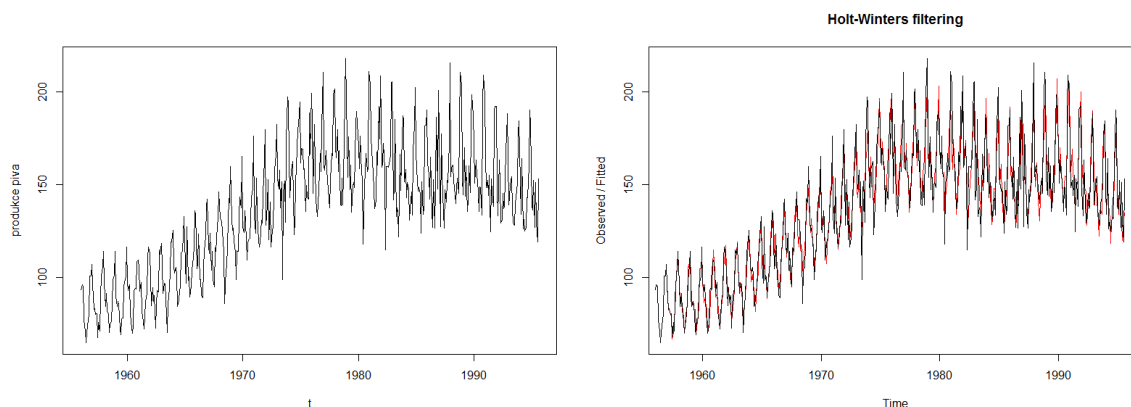 produkce piva
200
150
100
1960
1970
1980
1990
t
Holt-Winters filtering
Observed / Fitted
200
150
100
1960
1970
1980
1990
Time